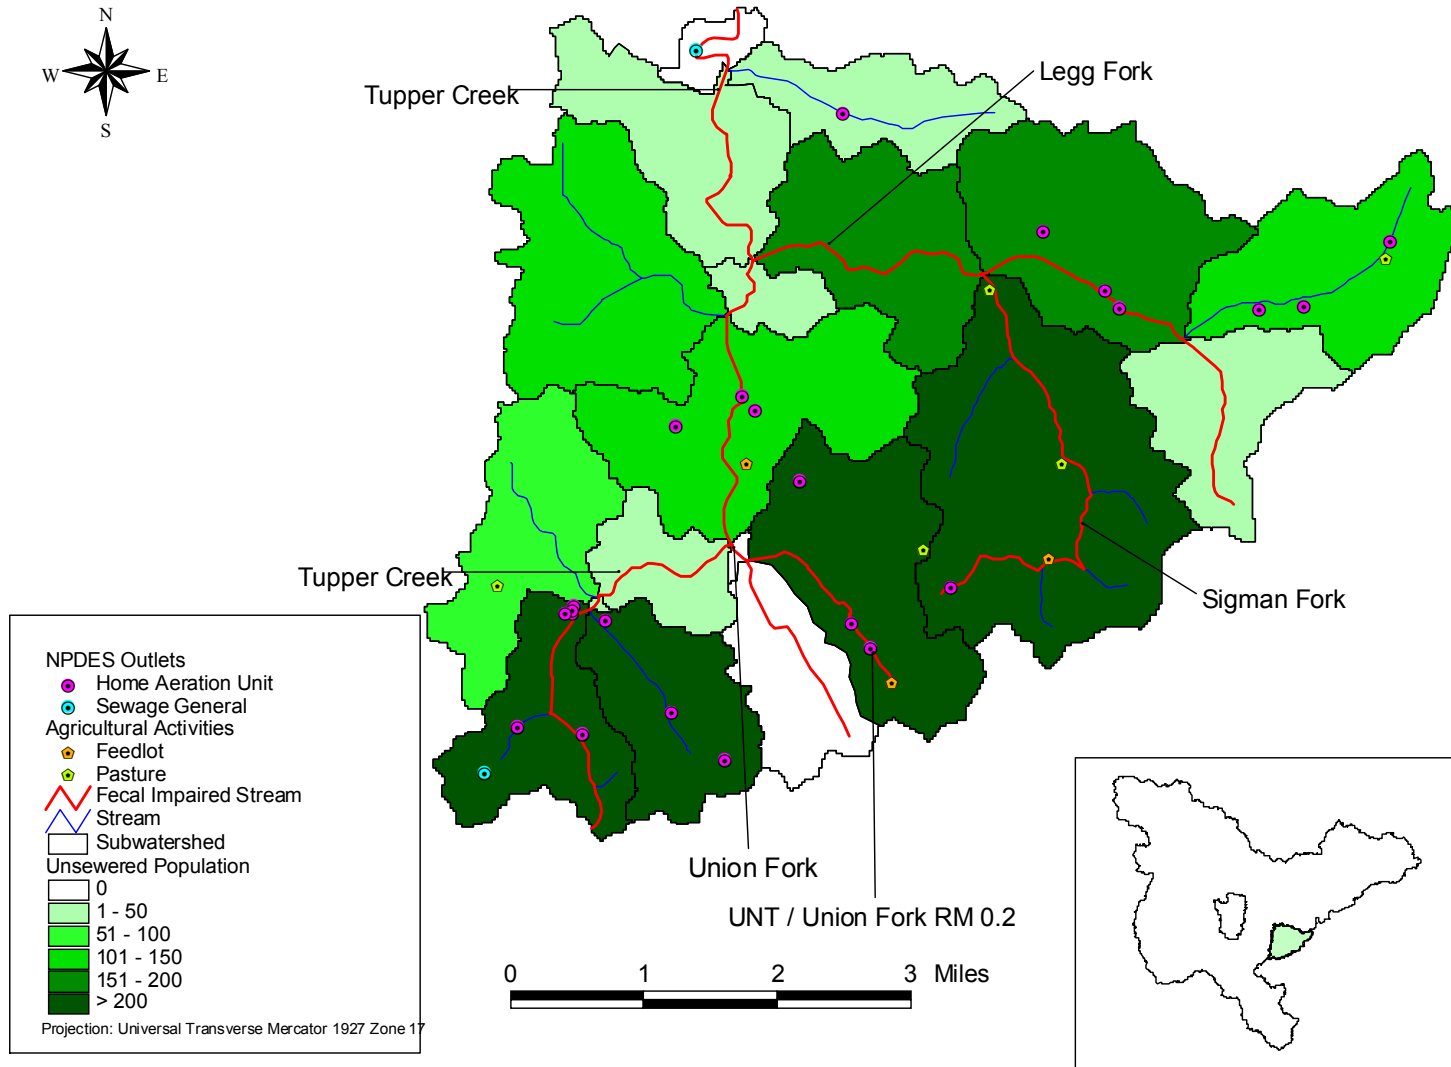 N
W E
S
Tupper Creek
Legg Fork
Tupper Creek
Sigman Fork
Union Fork
UNT / Union Fork RM 0.2
NPDES Outlets
Home Aeration Unit
Sewage General
Agricultural Activities
Feedlot
Pasture
Fecal Impaired Stream
Stream
Subwatershed
Unsewered Population
0
1 - 50
51 - 100
101 - 150
151 - 200
> 200
Projection: Universal Transverse Mercator 1927 Zone 17
0 1 2 3 Miles